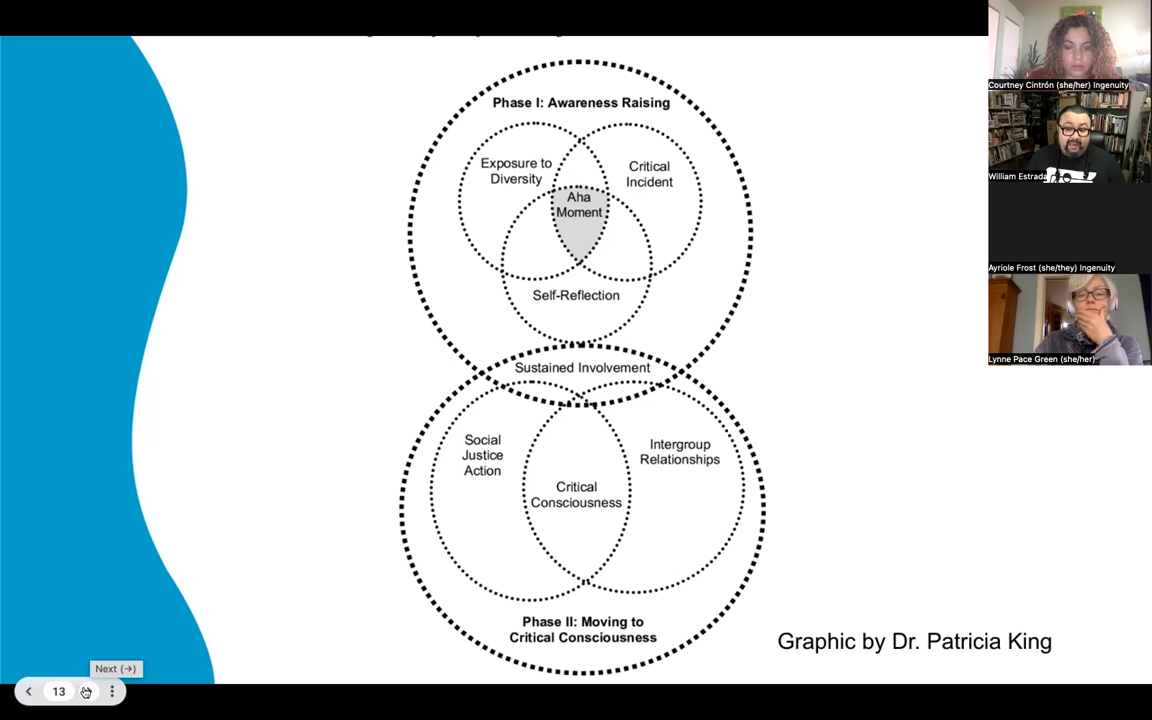 Phase I: Awareness Raising
Exposure to
Diversity
Critical
Incident
Aha
Moment
Self-Reflection
Sustained Involvement
Social
Justice
Action
Intergroup
Relationships
Critical
Consciousness
Phase II: Moving to
Critical Consciousness
Graphic by Dr. Patricia King
Courtney Cintrón (she/her) Ingenuity
William Estrada
Ayriole Frost (she/they) Ingenuity
Lynne Pace Green (she/her)
Next (→)
13